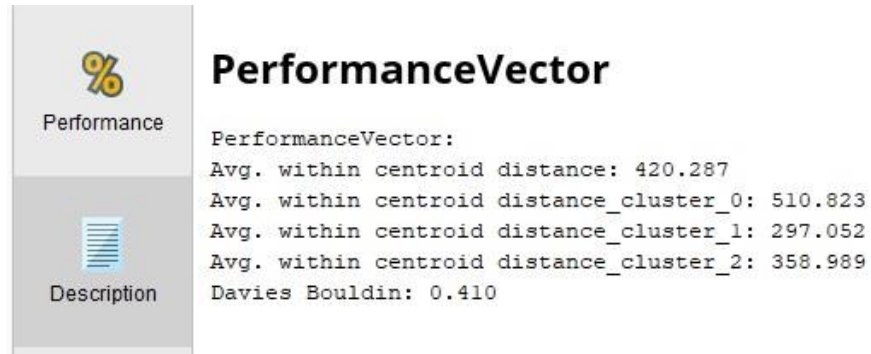 %
Performance
Description
PerformanceVector
PerformanceVector:
Avg. within centroid distance: 420.287
Avg. within centroid distance_cluster_0: 510.823
Avg. within centroid distance_cluster_1: 297.052
Avg. within centroid distance_cluster_2: 358.989
Davies Bouldin: 0.410